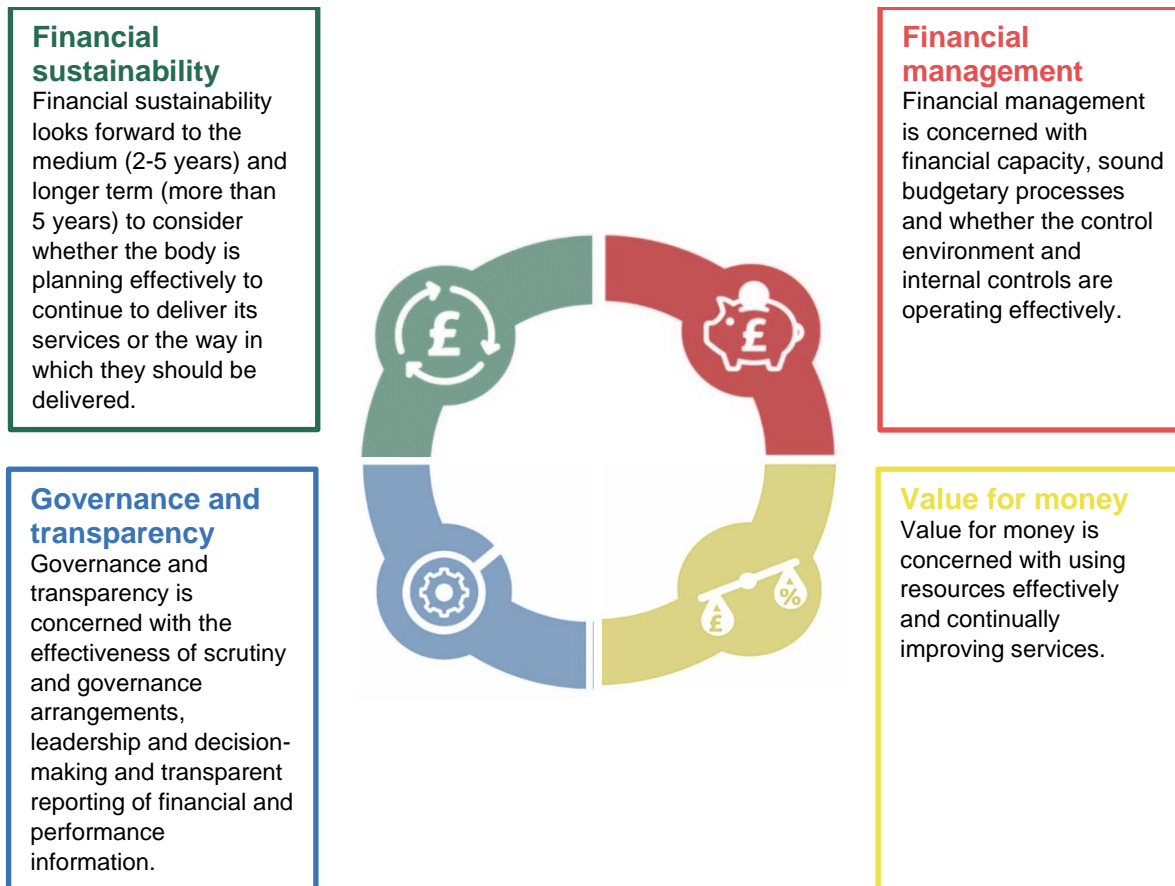 Financial
sustainability
Financial sustainability
looks forward to the
medium (2-5 years) and
longer term (more than
5 years) to consider
whether the body is
planning effectively to
continue to deliver its
services or the way in
which they should be
delivered.
Financial
management
Financial management
is concerned with
financial capacity, sound
budgetary processes
and whether the control
environment and
internal controls are
operating effectively.
£
£
Governance and
transparency
Governance and
transparency is
concerned with the
effectiveness of scrutiny
and governance
arrangements,
leadership and decision-
making and transparent
reporting of financial and
performance
information.
£
%
Value for money
Value for money is
concerned with using
resources effectively
and continually
improving services.